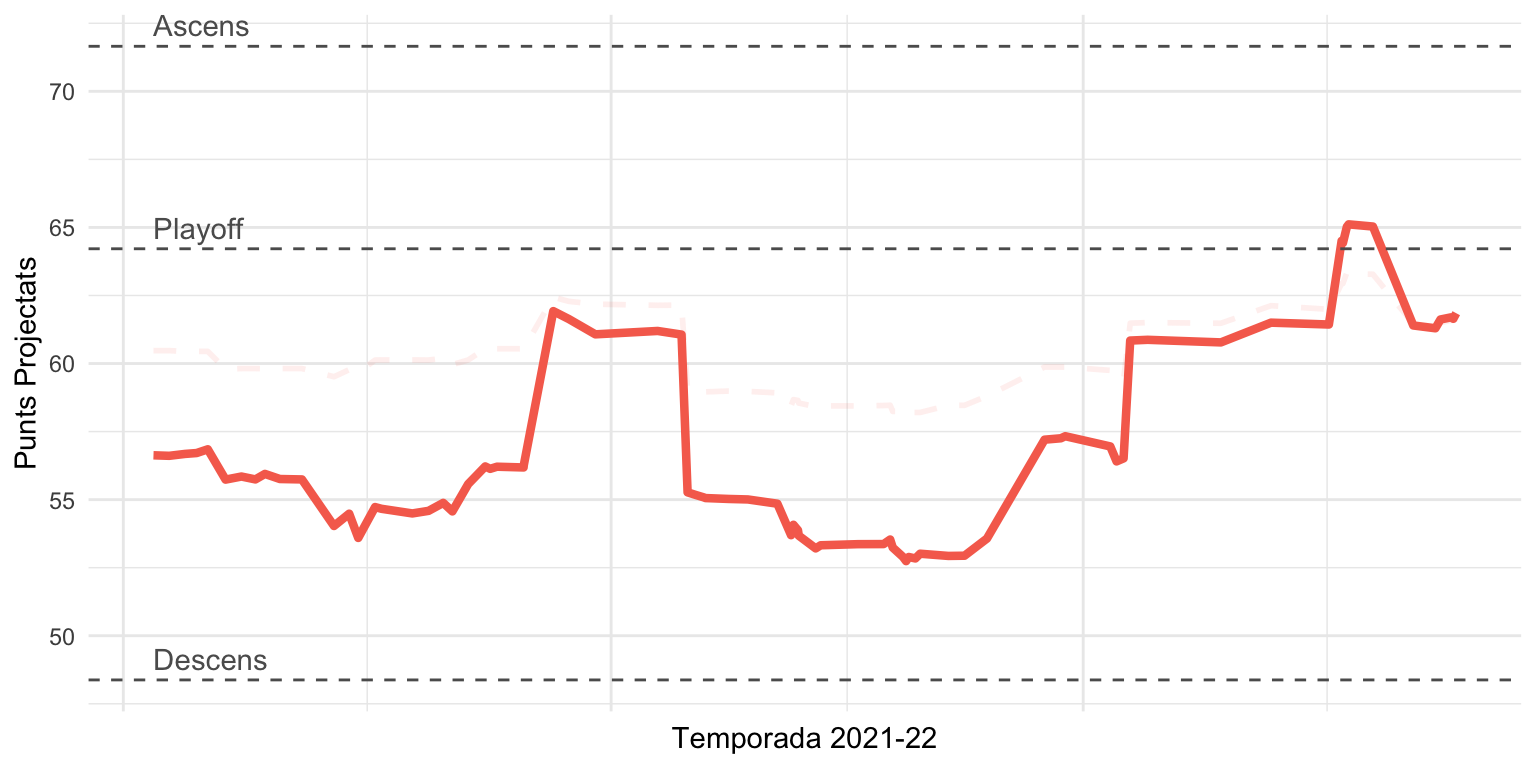 Ascens
70
Playoff
65
60
55
50
Descens
Punts Projectats
Temporada 2021-22